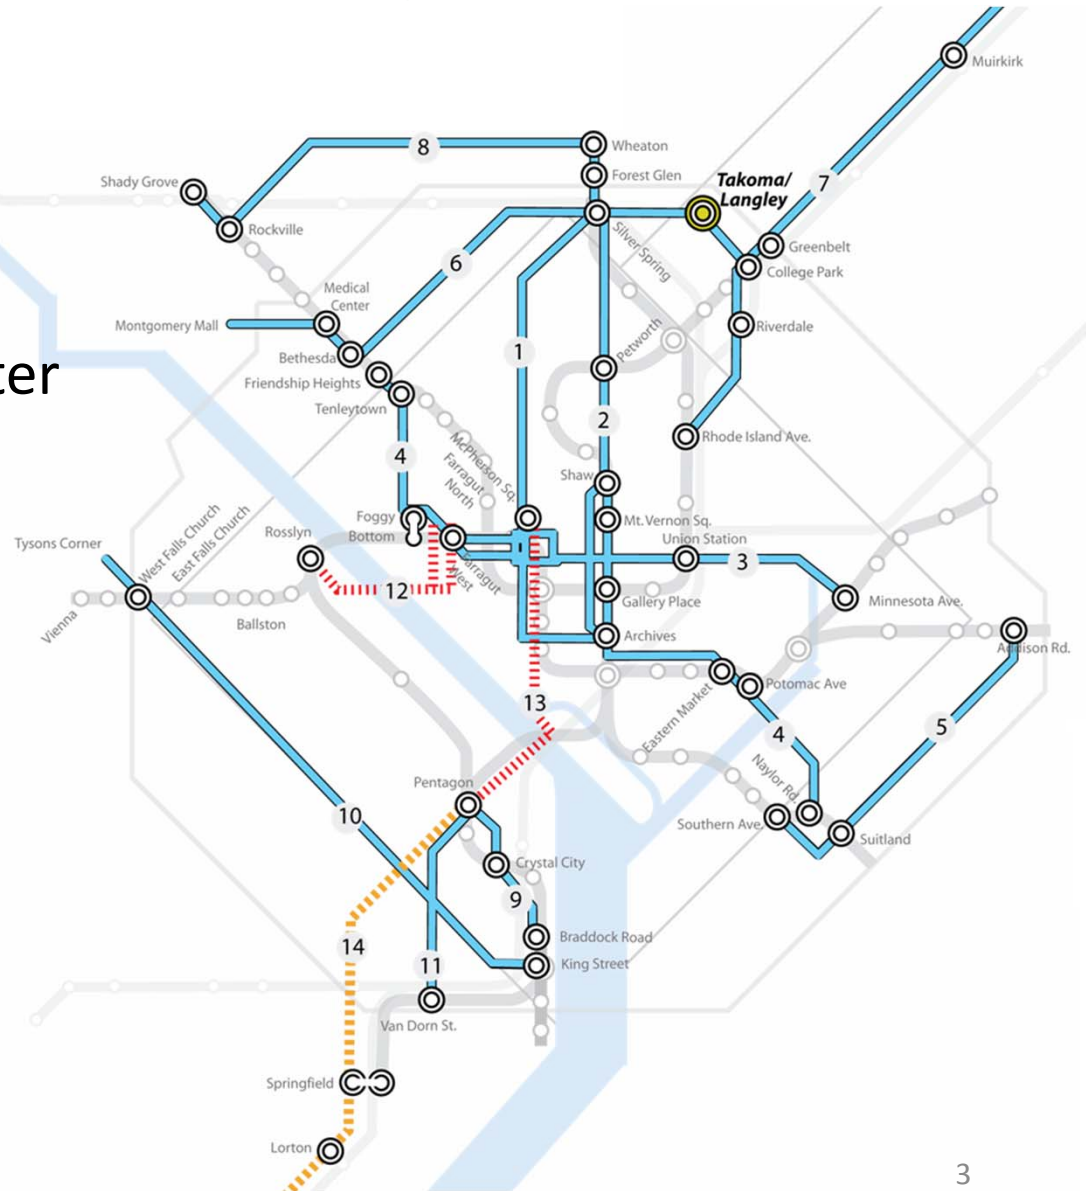 Muirkirk
8
Wheaton
Forest Glen
Shady Grove
Takoma/
Langley
7
Rockville
Silver Spring
Greenbelt
College Park
6
Medical
Center
Montgomery Mall
Riverdale
Bethesda
Petworth
1
ter
Friendship Heights
Tenleytown
2
Rhode Island Ave.
4
McPherson Sq.
Farragut
North
Shaw
Foggy
Bottom
Mt. Vernon Sq.
Union Station
West Falls Church
East Falls Church
Rosslyn
Tysons Corner
3
Farragut
West
12
Gallery Place
Minnesota Ave.
Vienna
Ballston
Archives
Addison Rd.
Eastern Market
Potomac Ave
13
4
5
Naylor Rd.
Pentagon
10
Southern Ave.
Suitland
Crystal City
9
Braddock Road
14
11
King Street
Van Dorn St.
Springfield
Lorton
3